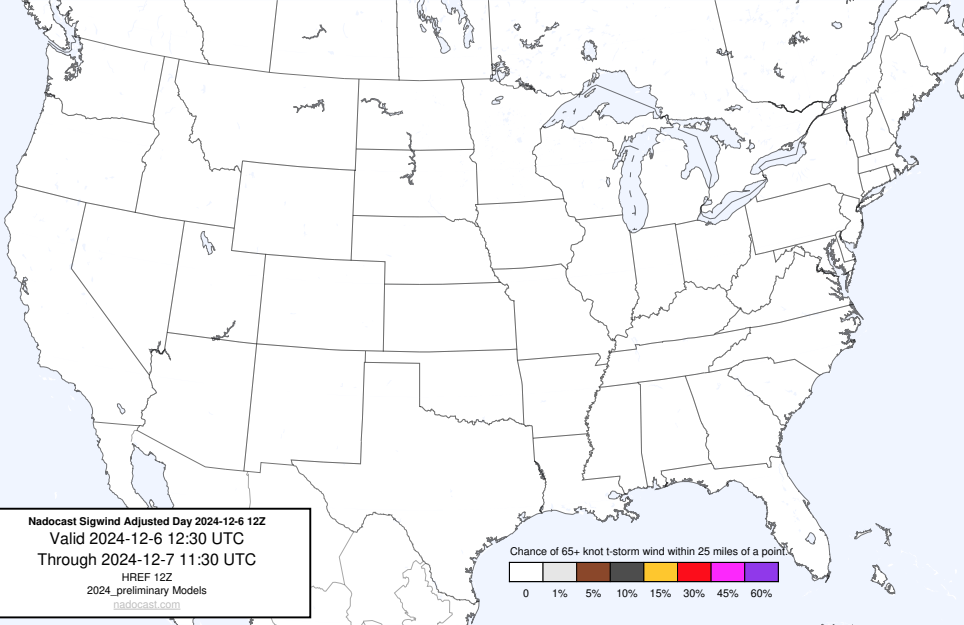 Nadocast Sigwind Adjusted Day 2024-12-6 12Z
Valid 2024-12-6 12:30 UTC
Through 2024-12-7 11:30 UTC
HREF 12Z
2024_preliminary Models
nadocast.com
Chance of 65+ knot t-storm wind within 25 miles of a point.
0 1% 5% 10% 15% 30% 45% 60%